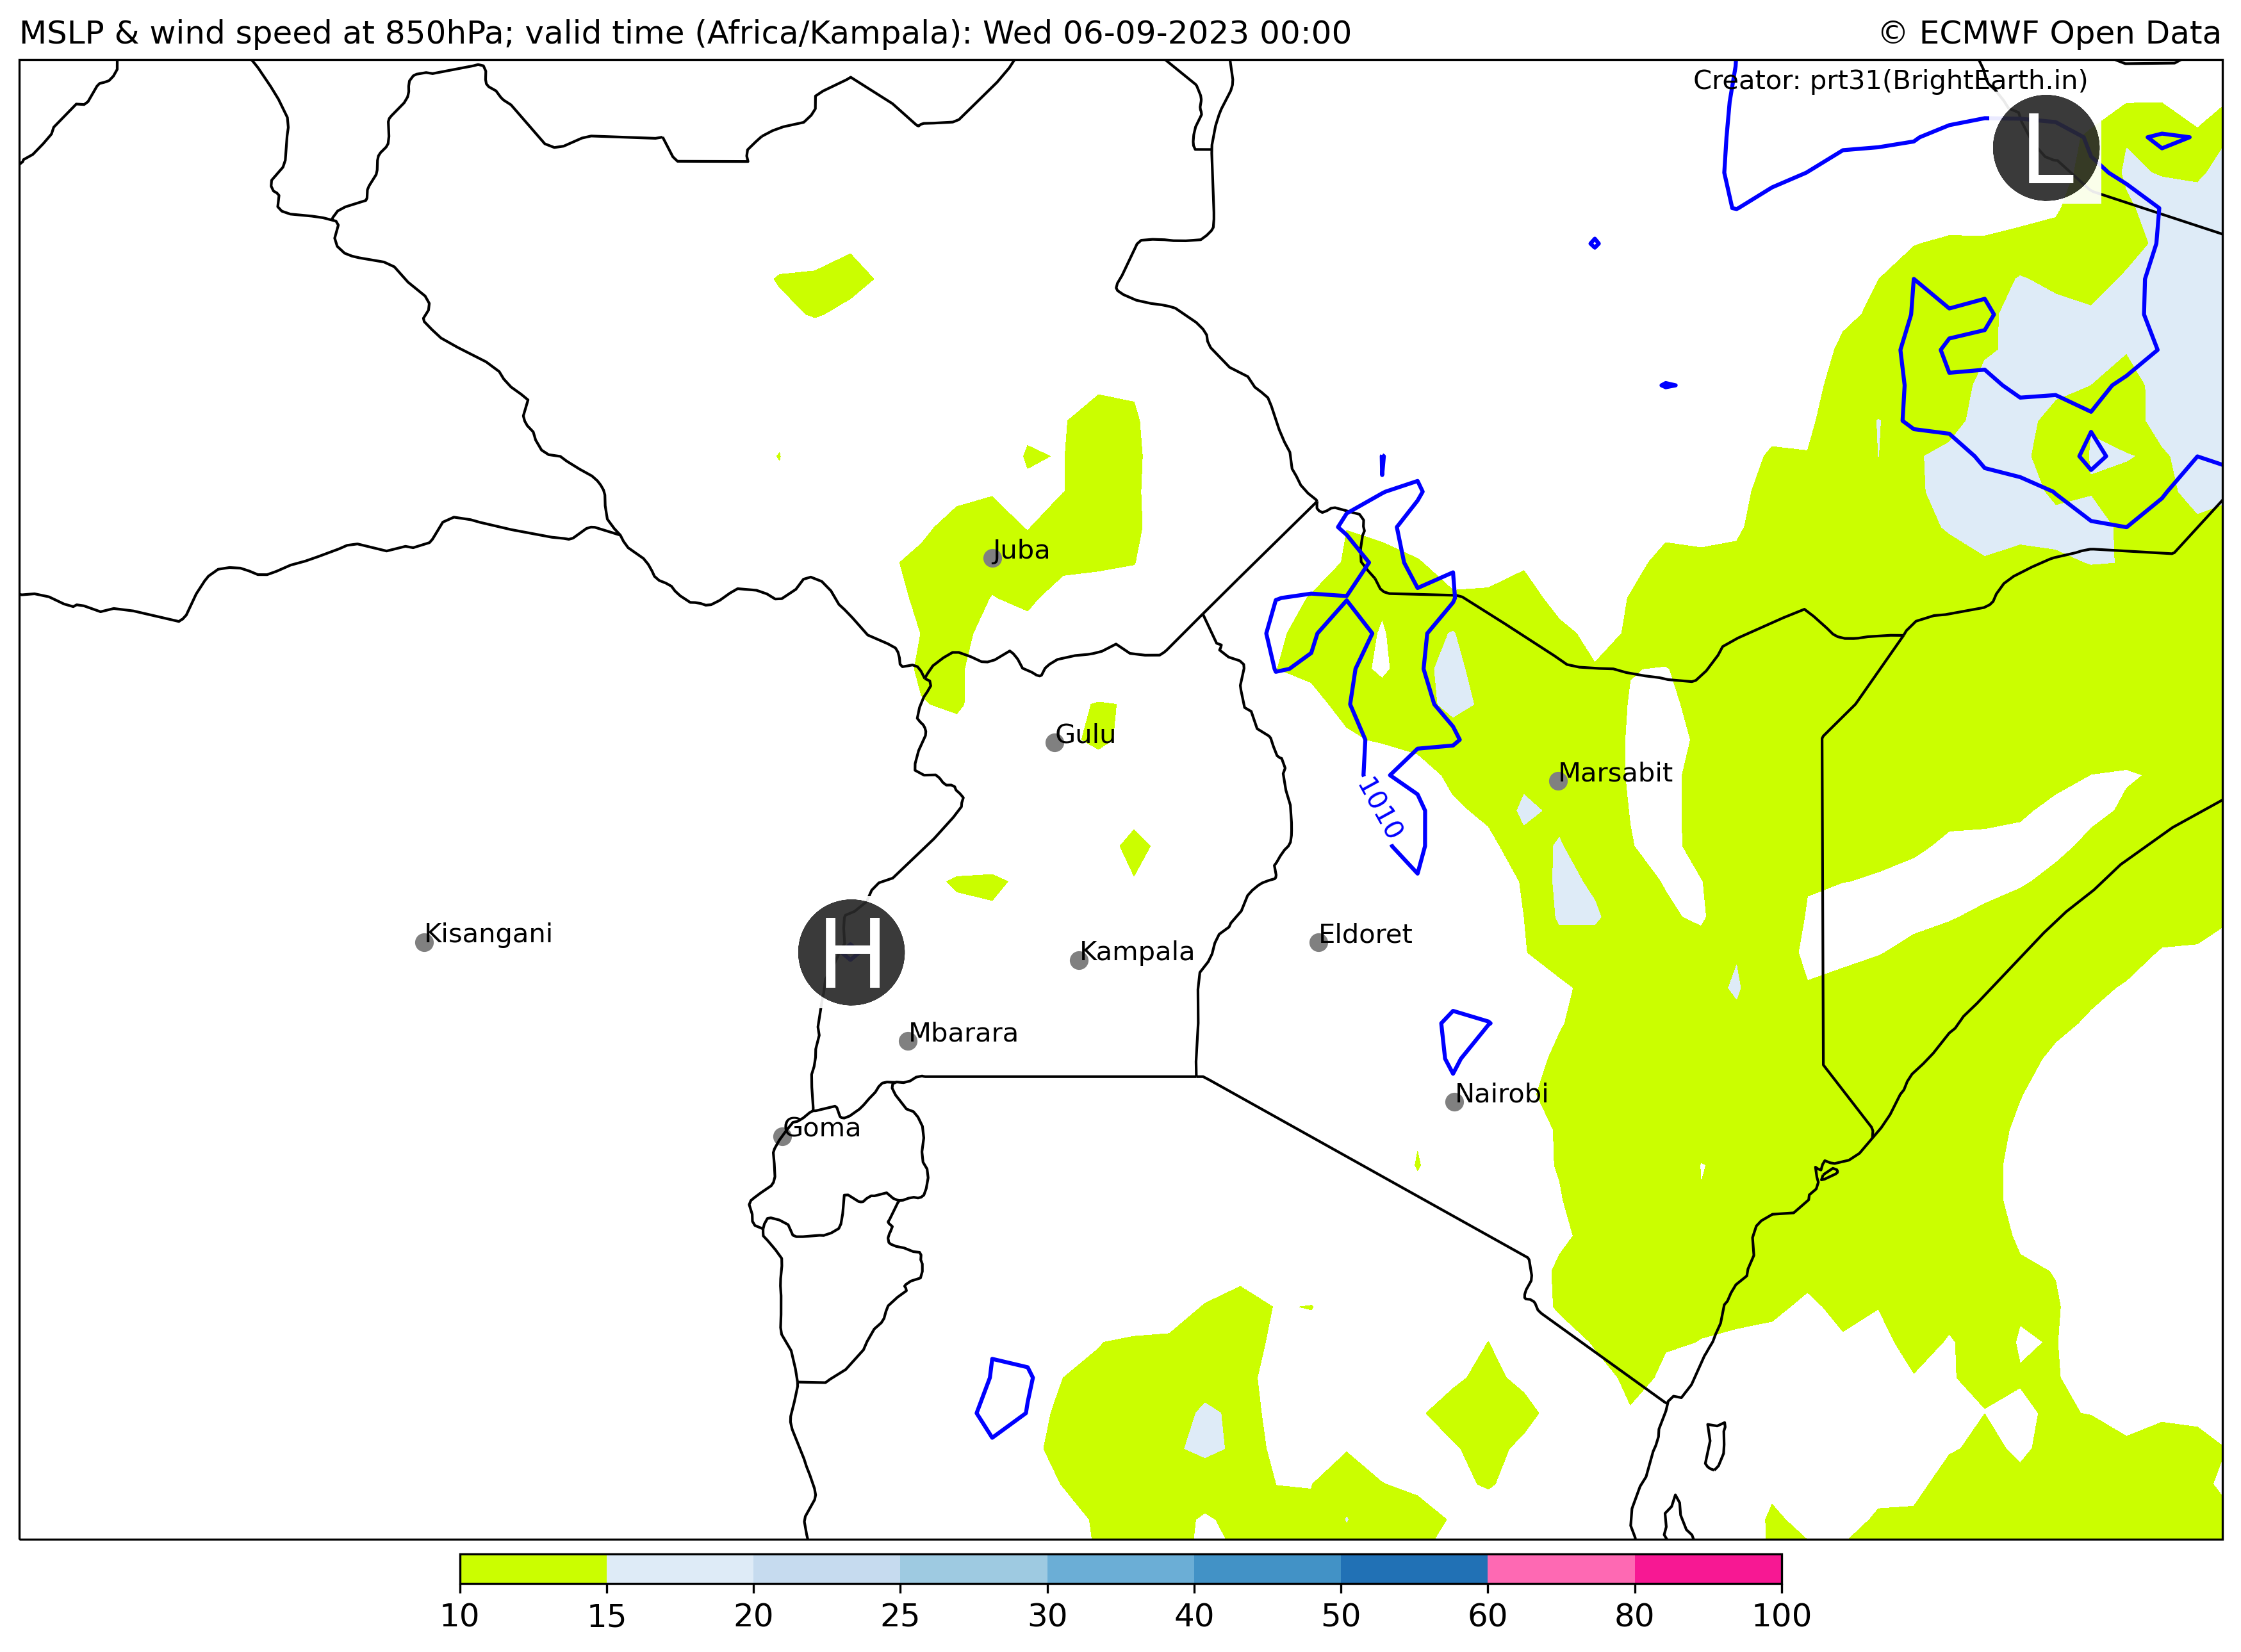 MSLP & wind speed at 850hPa; valid time (Africa/Kampala): Wed 06-09-2023 00:00
© ECMWF Open Data
Creator: prt31(BrightEarth.in)
L
Juba
Gulu
Marsabit
1010
Kisangani
H
Kampala
Eldoret
Mbarara
Nairobi
Goma
10 15 20 25 30 40 50 60 80 100